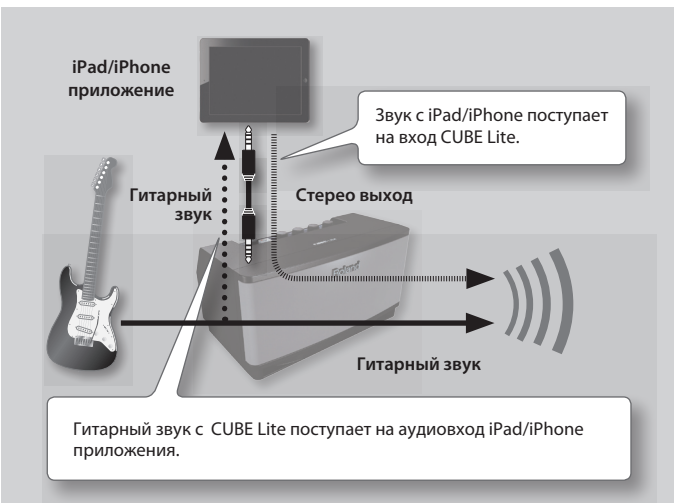 iPad/iPhone
приложение
Звук с iPad/iPhone поступает
на вход CUBE Lite.
Гитарный
звук
Стерео выход
Roland
Гитарный звук
Гитарный звук с CUBE Lite поступает на аудиовход iPad/iPhone
приложения.